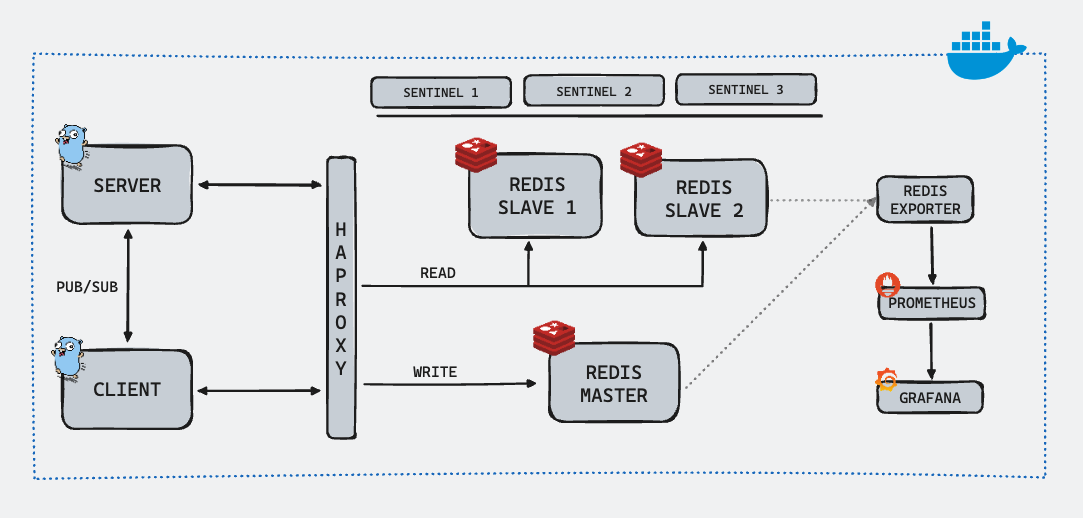 SENTINEL 1
SENTINEL 2
SENTINEL 3
SERVER
PUB/SUB
CLIENT
HAPROXY
REDIS
SLAVE 1
REDIS
SLAVE 2
READ
WRITE
REDIS
MASTER
REDIS
EXPORTER
PROMETHEUS
GRAFANA